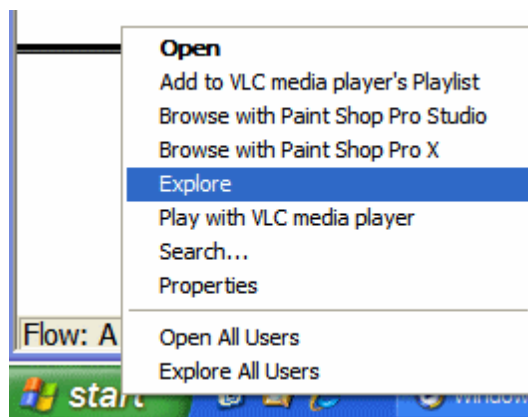 Open
Add to VLC media player's Playlist
Browse with Paint Shop Pro Studio
Browse with Paint Shop Pro X
Explore
Play with VLC media player
Search...
Properties
Open All Users
Explore All Users
Flow: A
start